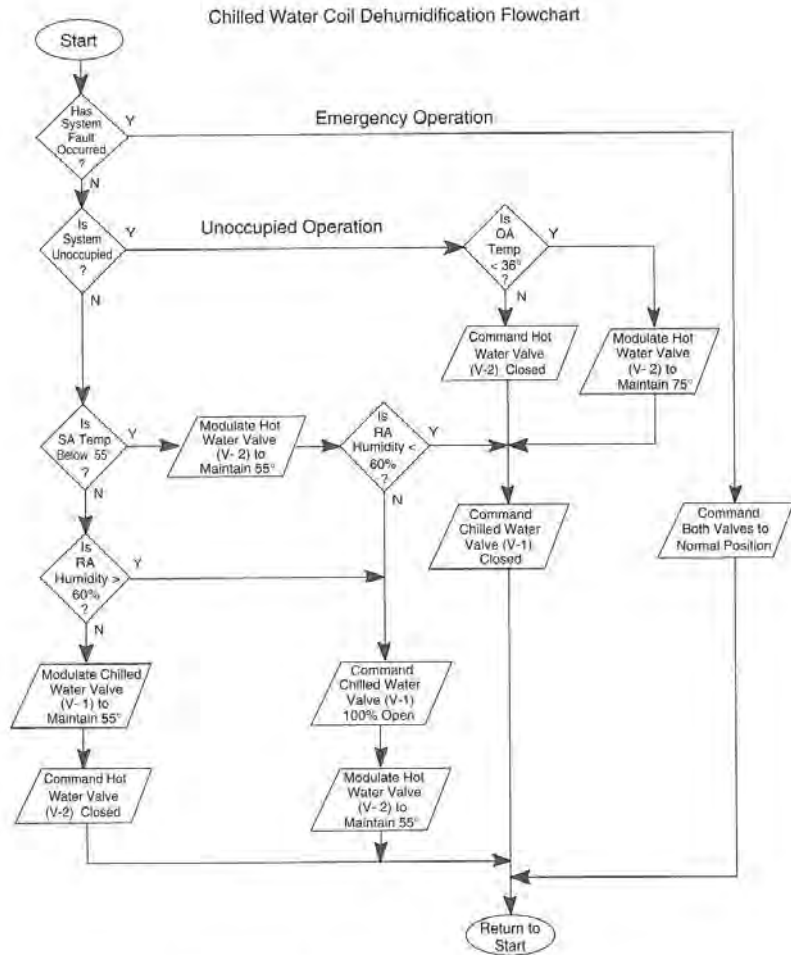 Chilled Water Coil Dehumidification Flowchart
Start
Has
System
Fault
Occurred
?
Y
N
Emergency Operation
Is
System
Unoccupied
?
Y
N
Unoccupied Operation
Is
OA
Temp
< 36°
?
Y
N
Command Hot
Water Valve
(V-2) Closed
Modulate Hot
Water Valve
(V- 2) to
Maintain 75°
Is
SA Temp
Below 55°
?
Y
N
Modulate Hot
Water Valve
(V- 2) to
Maintain 55°
Is
RA
Humidity <
60%
?
Y
N
Command
Chilled Water
Valve (V-1)
Closed
Command
Both Valves to
Normal Position
Is
RA
Humidity >
60%
?
Y
N
Modulate Chilled
Water Valve
(V- 1) to
Maintain 55°
Command
Chilled Water
Valve (V-1)
100% Open
Command Hot
Water Valve
(V-2) Closed
Modulate Hot
Water Valve
(V- 2) to
Maintain 55°
Return to
Start